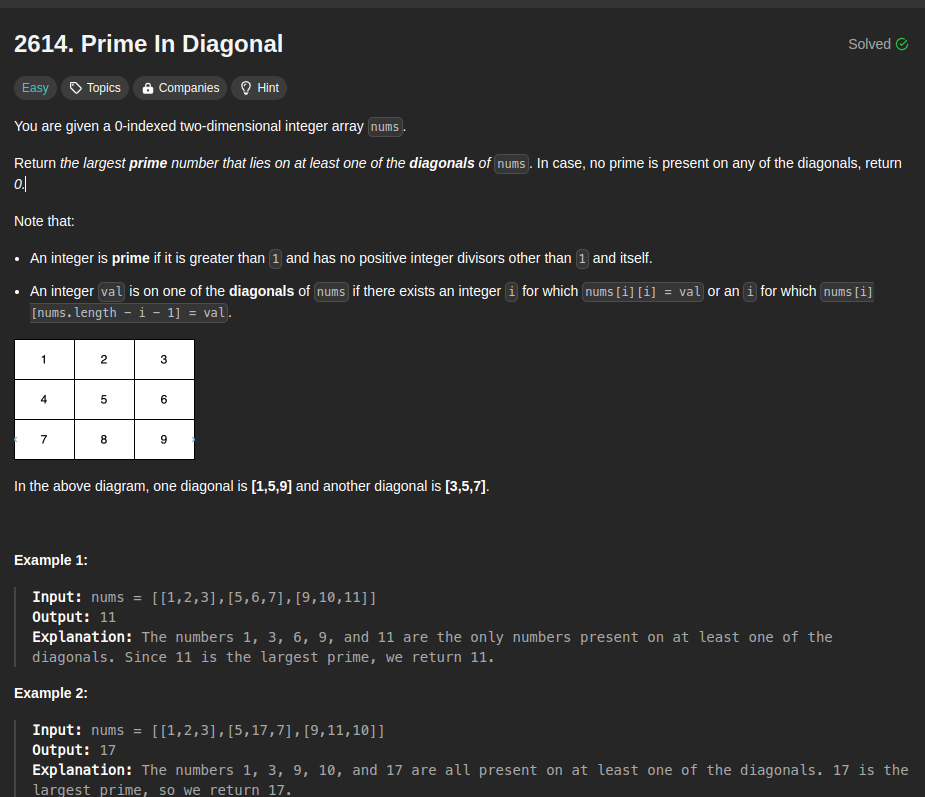 2614. Prime In Diagonal
Solved
Easy Topics Companies Hint
You are given a 0-indexed two-dimensional integer array nums.
Return the largest prime number that lies on at least one of the diagonals of nums. In case, no prime is present on any of the diagonals, return
0.
Note that:
• An integer is prime if it is greater than 1 and has no positive integer divisors other than 1 and itself.
• An integer val is on one of the diagonals of nums if there exists an integer i for which nums[i][i] = val or an i for which nums[i]
[nums.length − i − 1] = val.
1 2 3
4 5 6
7 8 9
In the above diagram, one diagonal is [1,5,9] and another diagonal is [3,5,7].
Example 1:
Input: nums = [[1,2,3],[5,6,7],[9,10,11]]
Output: 11
Explanation: The numbers 1, 3, 6, 9, and 11 are the only numbers present on at least one of the
diagonals. Since 11 is the largest prime, we return 11.
Example 2:
Input: nums = [[1,2,3],[5,17,7],[9,11,10]]
Output: 17
Explanation: The numbers 1, 3, 9, 10, and 17 are all present on at least one of the diagonals. 17 is the
largest prime, so we return 17.